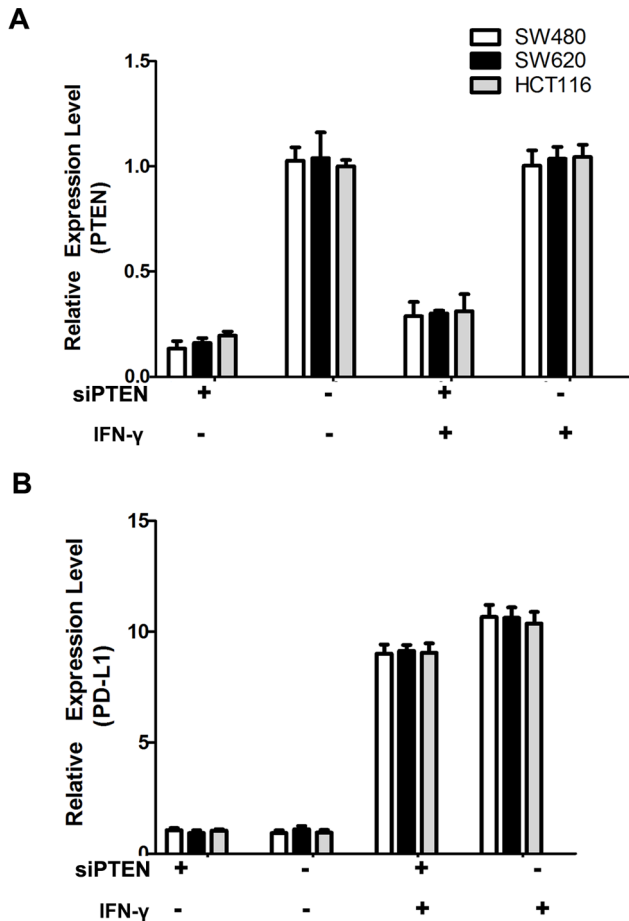 A
SW480
SW620
HCT116
Relative Expression Level
(PTEN)
1.5
1.0
0.5
0.0
siPTEN + - + -
IFN-γ - - + +
B
Relative Expression Level
(PD-L1)
15
10
5
0
siPTEN + - + -
IFN-γ - - + +